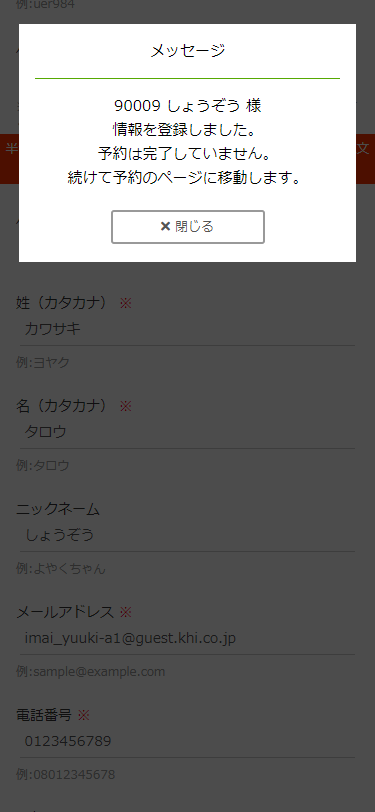 例:uer984
メッセージ
90009 しょうぞう 様
情報を登録しました。
予約は完了していません。
続けて予約のページに移動します。
× 閉じる
半
文
姓（カタカナ） ※
カワサキ
例:ヨヤク
名（カタカナ） ※
タロウ
例:タロウ
ニックネーム
しょうぞう
例:よやくちゃん
メールアドレス ※
imai_yuuki-a1@guest.khi.co.jp
例:sample@example.com
電話番号 ※
0123456789
例:08012345678